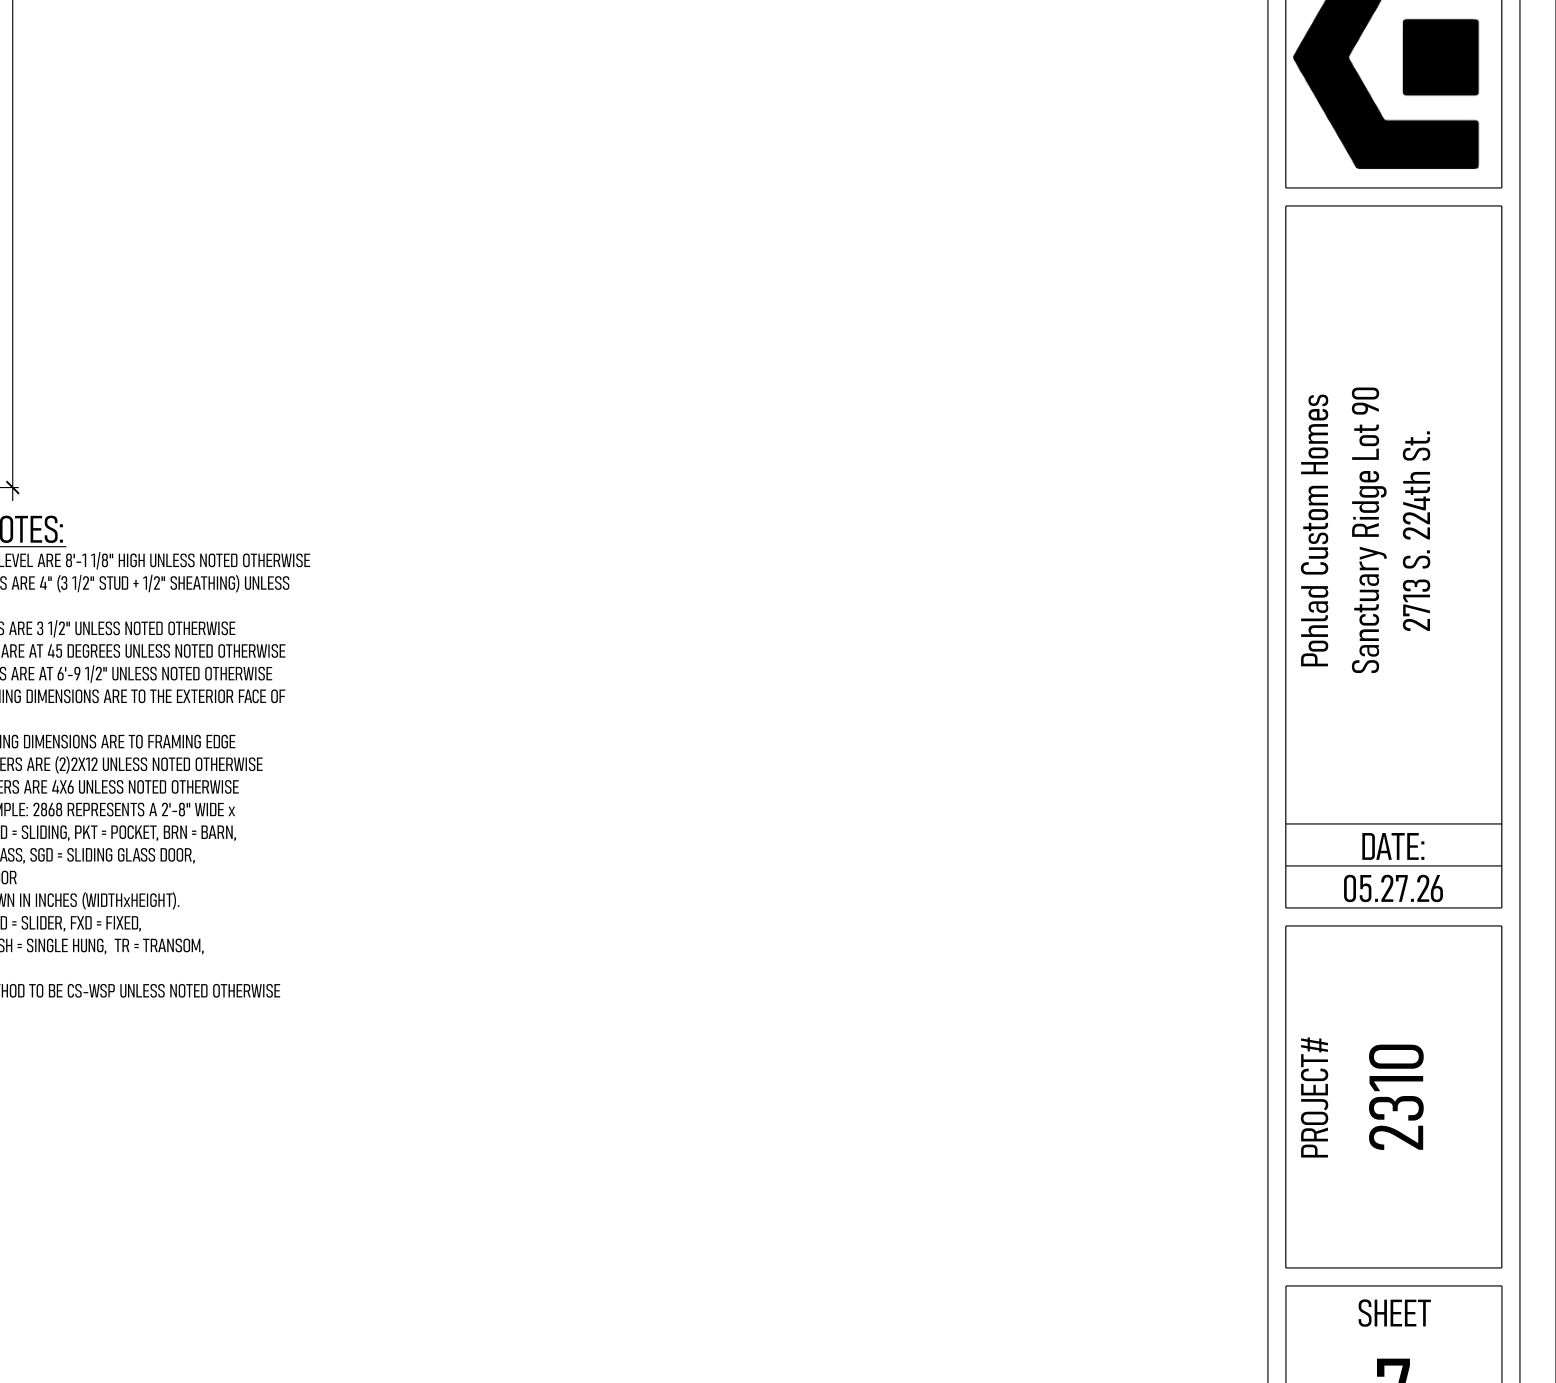 OTES:
LEVEL ARE 8'-1 1/8" HIGH UNLESS NOTED OTHERWISE
S ARE 4" (3 1/2" STUD + 1/2" SHEATHING) UNLESS
S ARE 3 1/2" UNLESS NOTED OTHERWISE
ARE AT 45 DEGREES UNLESS NOTED OTHERWISE
S ARE AT 6'-9 1/2" UNLESS NOTED OTHERWISE
ING DIMENSIONS ARE TO THE EXTERIOR FACE OF
ING DIMENSIONS ARE TO FRAMING EDGE
ERS ARE (2)2X12 UNLESS NOTED OTHERWISE
ERS ARE 4X6 UNLESS NOTED OTHERWISE
MPLE: 2868 REPRESENTS A 2'-8" WIDE x
D = SLIDING, PKT = POCKET, BRN = BARN,
ASS, SGD = SLIDING GLASS DOOR,
OR
WN IN INCHES (WIDTHxHEIGHT).
D = SLIDER, FXD = FIXED,
SH = SINGLE HUNG, TR = TRANSOM,
HOD TO BE CS-WSP UNLESS NOTED OTHERWISE
Pohlad Custom Homes
Sanctuary Ridge Lot 90
2713 S. 224th St.
DATE:
05.27.26
PROJECT#
2310
SHEET
7